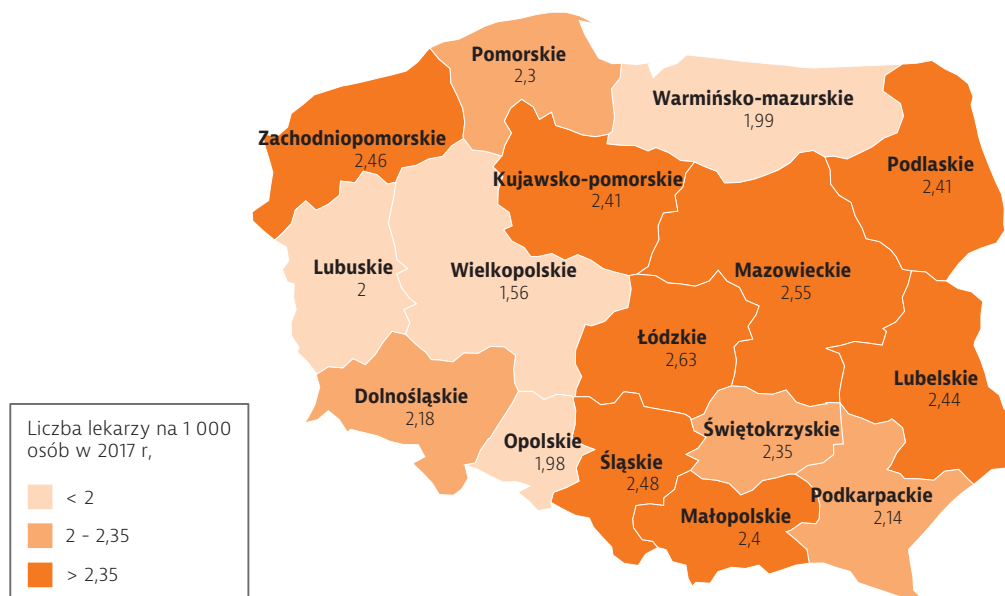 Pomorskie
2,3
Warmińsko-mazurskie
1,99
Zachodniopomorskie
2,46
Podlaskie
2,41
Kujawsko-pomorskie
2,41
Lubuskie
2
Wielkopolskie
1,56
Mazowieckie
2,55
Łódzkie
2,63
Lubelskie
2,44
Dolnośląskie
2,18
Opolskie
1,98
Śląskie
2,48
Świętokrzyskie
2,35
Małopolskie
2,4
Podkarpackie
2,14
Liczba lekarzy na 1 000
osób w 2017 r,
< 2
2 - 2,35
> 2,35